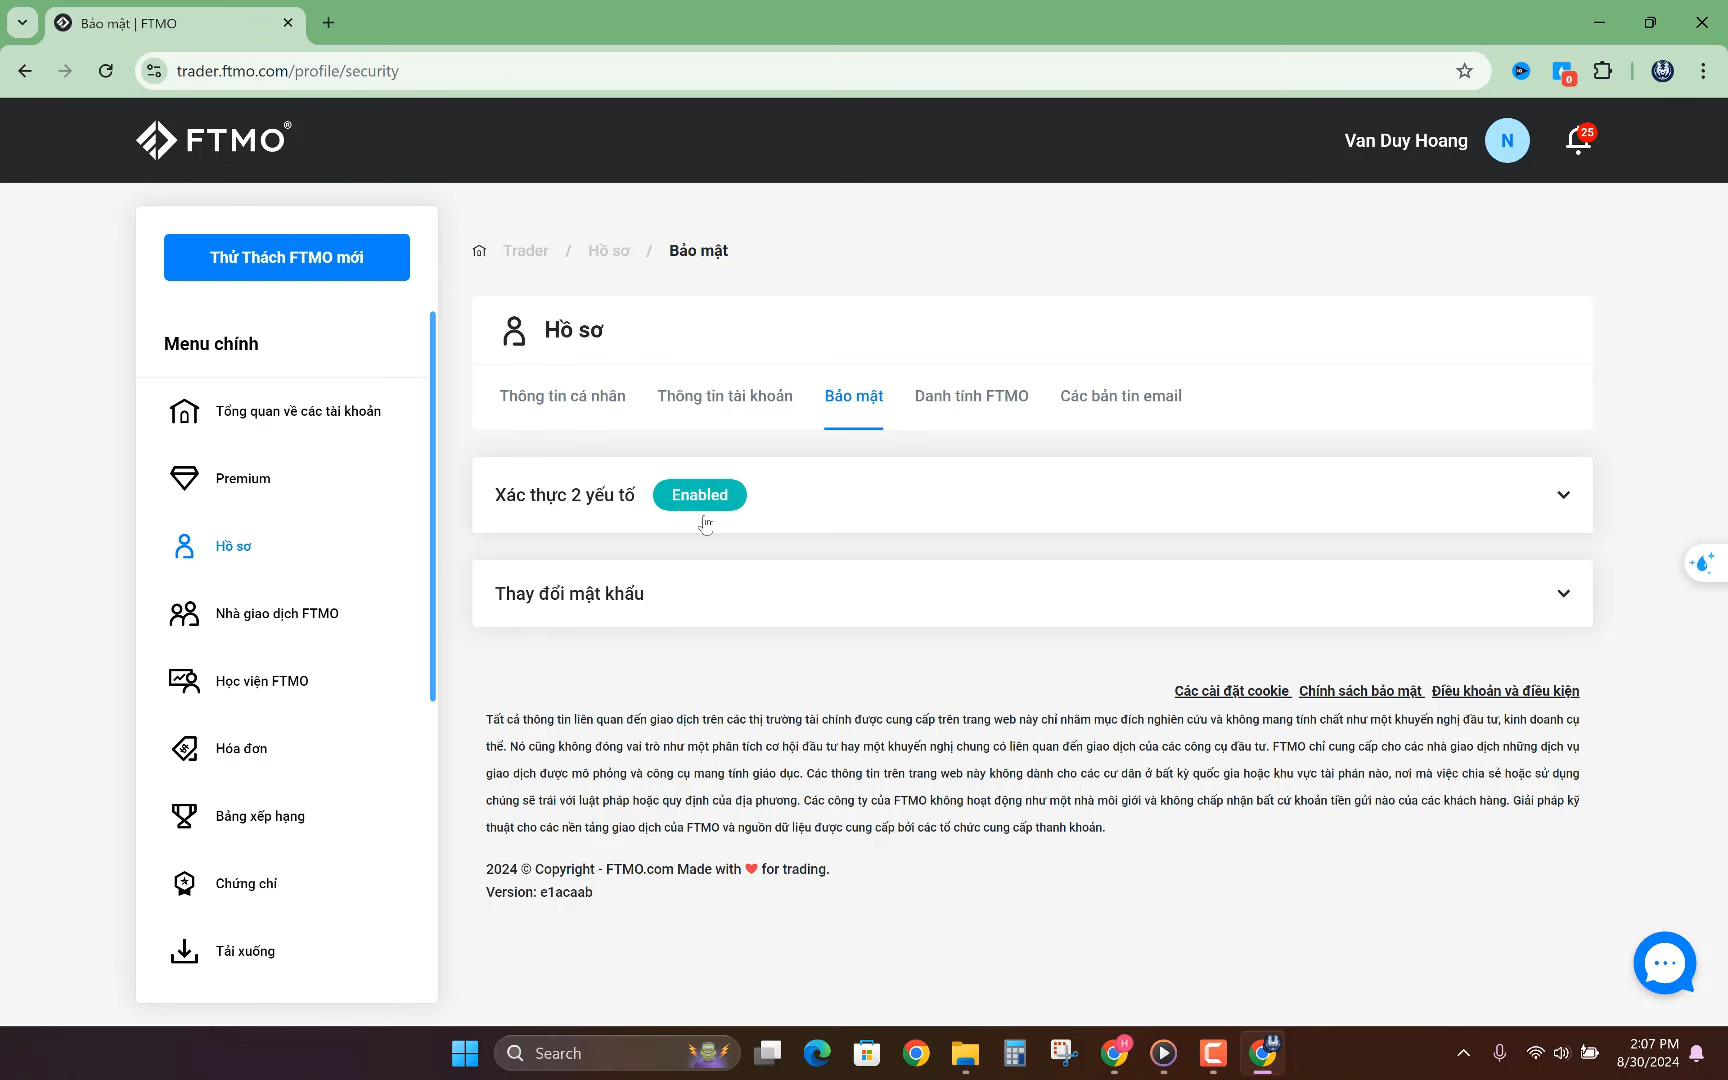 Bảo mật | FTMO
trader.ftmo.com/profile/security
0
FTMO®
Van Duy Hoang
N
25
Thử Thách FTMO mới
Menu chính
Tổng quan về các tài khoản
Premium
Hồ sơ
Nhà giao dịch FTMO
Học viện FTMO
Hóa đơn
Bảng xếp hạng
Chứng chỉ
Tải xuống
Trader / Hồ sơ / Bảo mật
Hồ sơ
Thông tin cá nhân Thông tin tài khoản Bảo mật Danh tính FTMO Các bản tin email
Xác thực 2 yếu tố Enabled
Thay đổi mật khẩu
Các cài đặt cookie Chính sách bảo mật Điều khoản và điều kiện
Tất cả thông tin liên quan đến giao dịch trên các thị trường tài chính được cung cấp trên trang web này chỉ nhằm mục đích nghiên cứu và không mang tính chất như một khuyến nghị đầu tư, kinh doanh cụ
thể. Nó cũng không đóng vai trò như một phân tích cơ hội đầu tư hay một khuyến nghị chung có liên quan đến giao dịch của các công cụ đầu tư. FTMO chỉ cung cấp cho các nhà giao dịch những dịch vụ
giao dịch được mô phỏng và công cụ mang tính giáo dục. Các thông tin trên trang web này không dành cho các cư dân ở bất kỳ quốc gia hoặc khu vực tài phán nào, nơi mà việc chia sẻ hoặc sử dụng
chúng sẽ trái với luật pháp hoặc quy định của địa phương. Các công ty của FTMO không hoạt động như một nhà môi giới và không chấp nhận bất cứ khoản tiền gửi nào của các khách hàng. Giải pháp kỹ
thuật cho các nền tảng giao dịch của FTMO và nguồn dữ liệu được cung cấp bởi các tổ chức cung cấp thanh khoản.
2024 © Copyright - FTMO.com Made with ❤ for trading.
Version: e1acaab
Search
H
2:07 PM
8/30/2024